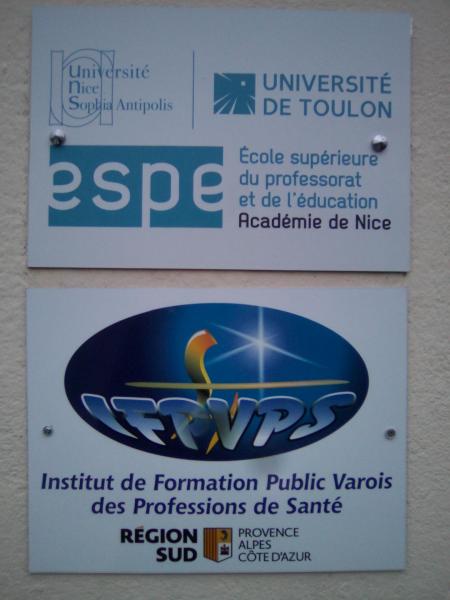 Université
Nice
Sophia Antipolis
UNIVERSITÉ
DE TOULON
espe
École supérieure
du professorat
et de l'éducation
Académie de Nice
IFPVPS
Institut de Formation Public Varois
des Professions de Santé
RÉGION
SUD
PROVENCE
ALPES
CÔTE D'AZUR